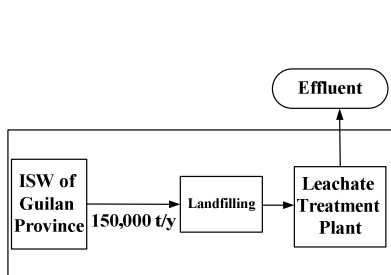 Effluent
ISW of
Guilan
Province
150,000 t/y
Landfilling
Leachate
Treatment
Plant